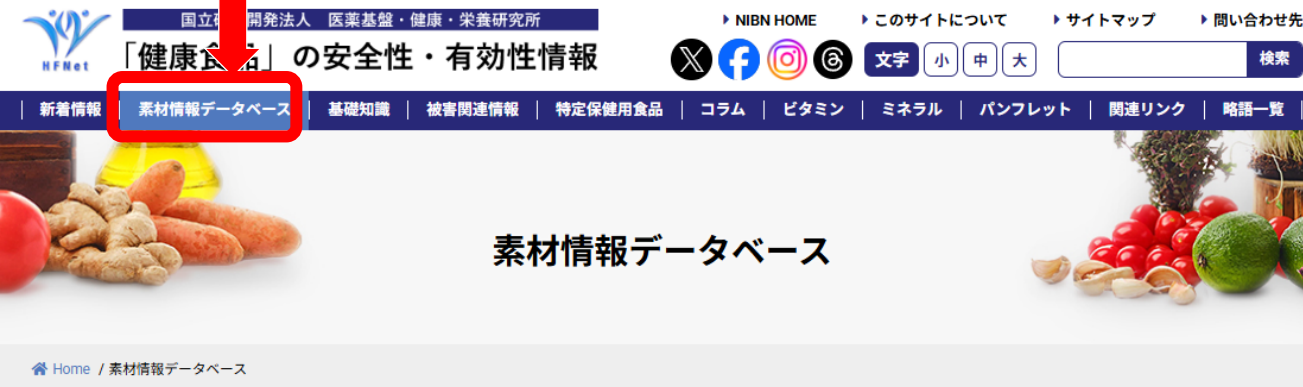 国立研究開発法人 医薬基盤・健康・栄養研究所
HFNet
「健康食品」の安全性・有効性情報
NIBN HOME
このサイトについて
サイトマップ
問い合わせ先
文字 小 中 大
検索
新着情報 素材情報データベース 基礎知識 被害関連情報 特定保健用食品 コラム ビタミン ミネラル パンフレット 関連リンク 略語一覧
素材情報データベース
Home / 素材情報データベース